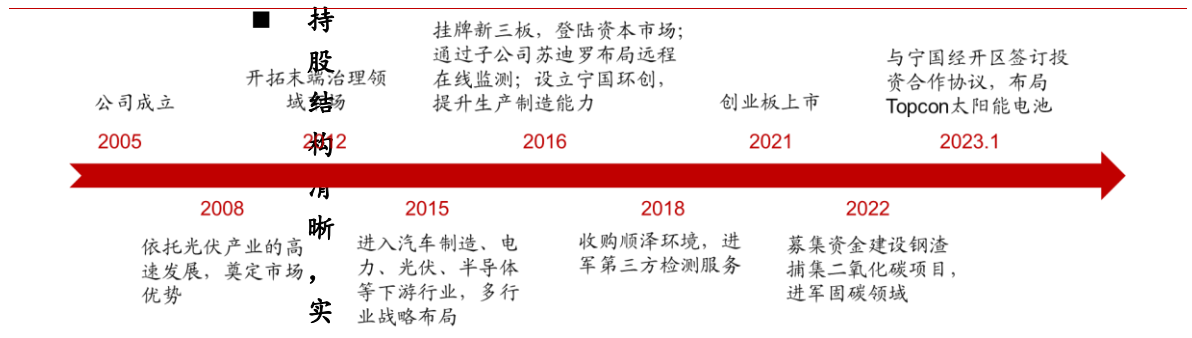 ■ 持股结构清晰，实
挂牌新三板，登陆资本市场；
通过子公司苏迪罗布局远程
在线监测；设立宁国环创，
提升生产制造能力
与宁国经开区签订投
资合作协议，布局
Topcon太阳能电池
开拓末端治理领
域市场
公司成立
创业板上市
2005
2012
2016
2021
2023.1
2008
2015
2018
2022
依托光伏产业的高
速发展，奠定市场
优势
进入汽车制造、电
力、光伏、半导体
等下游行业，多行
业战略布局
收购顺泽环境，进
军第三方检测服务
募集资金建设钢渣
捕集二氧化碳项目，
进军固碳领域